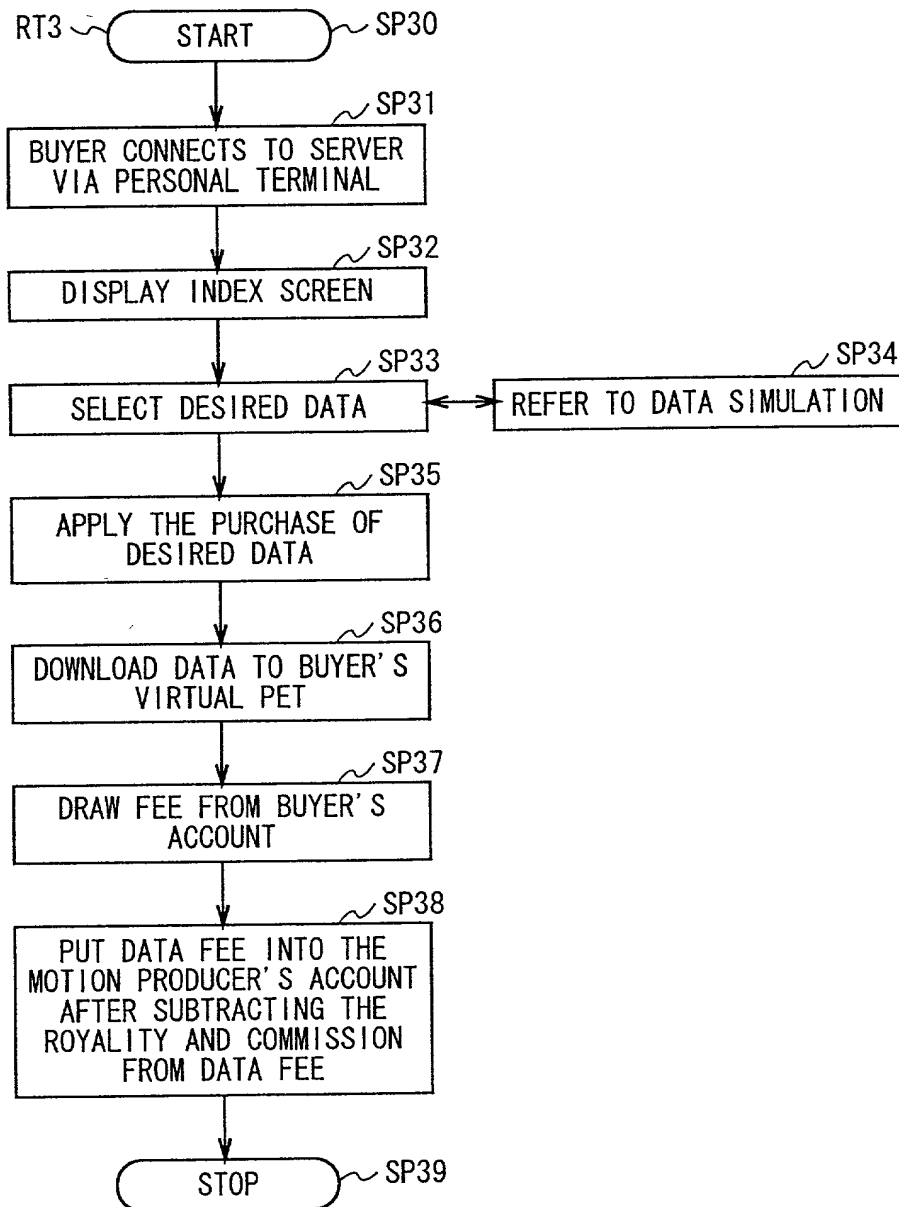 RT3 START SP30
SP31
BUYER CONNECTS TO SERVER
VIA PERSONAL TERMINAL
SP32
DISPLAY INDEX SCREEN
SP33
SELECT DESIRED DATA
SP34
REFER TO DATA SIMULATION
SP35
APPLY THE PURCHASE OF
DESIRED DATA
SP36
DOWNLOAD DATA TO BUYER'S
VIRTUAL PET
SP37
DRAW FEE FROM BUYER'S
ACCOUNT
SP38
PUT DATA FEE INTO THE
MOTION PRODUCER'S ACCOUNT
AFTER SUBTRACTING THE
ROYALITY AND COMMISSION
FROM DATA FEE
STOP SP39